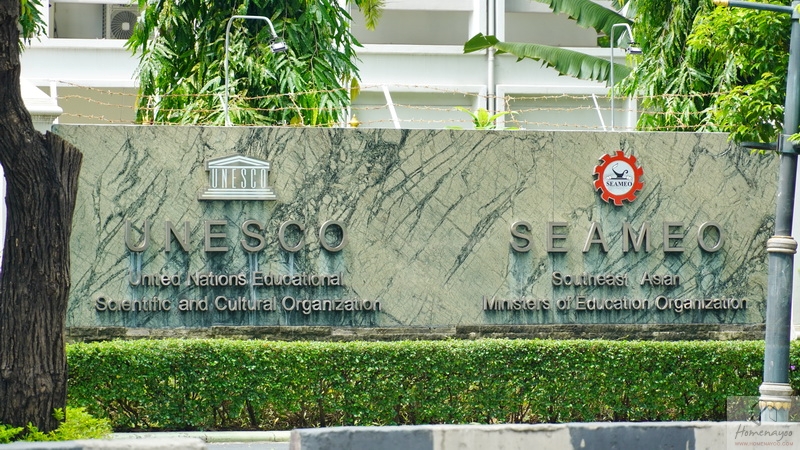 UNESCO
UNESCO
United Nations Educational
Scientific and Cultural Organization
SEAMEO
SEAMEO
Southeast Asian
Ministers of Education Organization
Homenayoo